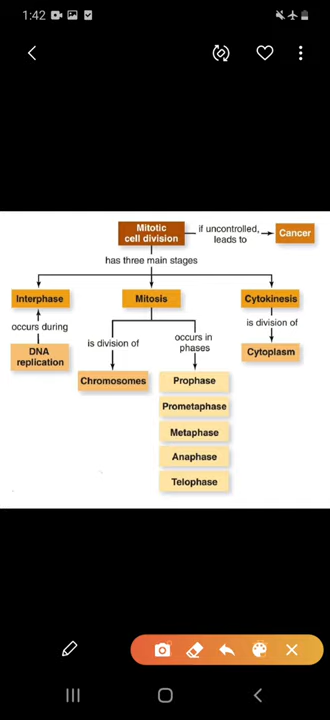 1:42
Mitotic
cell division
if uncontrolled,
leads to
Cancer
has three main stages
Interphase
Mitosis
Cytokinesis
occurs during
is division of
occurs in
phases
is division of
DNA
replication
Chromosomes
Cytoplasm
Prophase
Prometaphase
Metaphase
Anaphase
Telophase